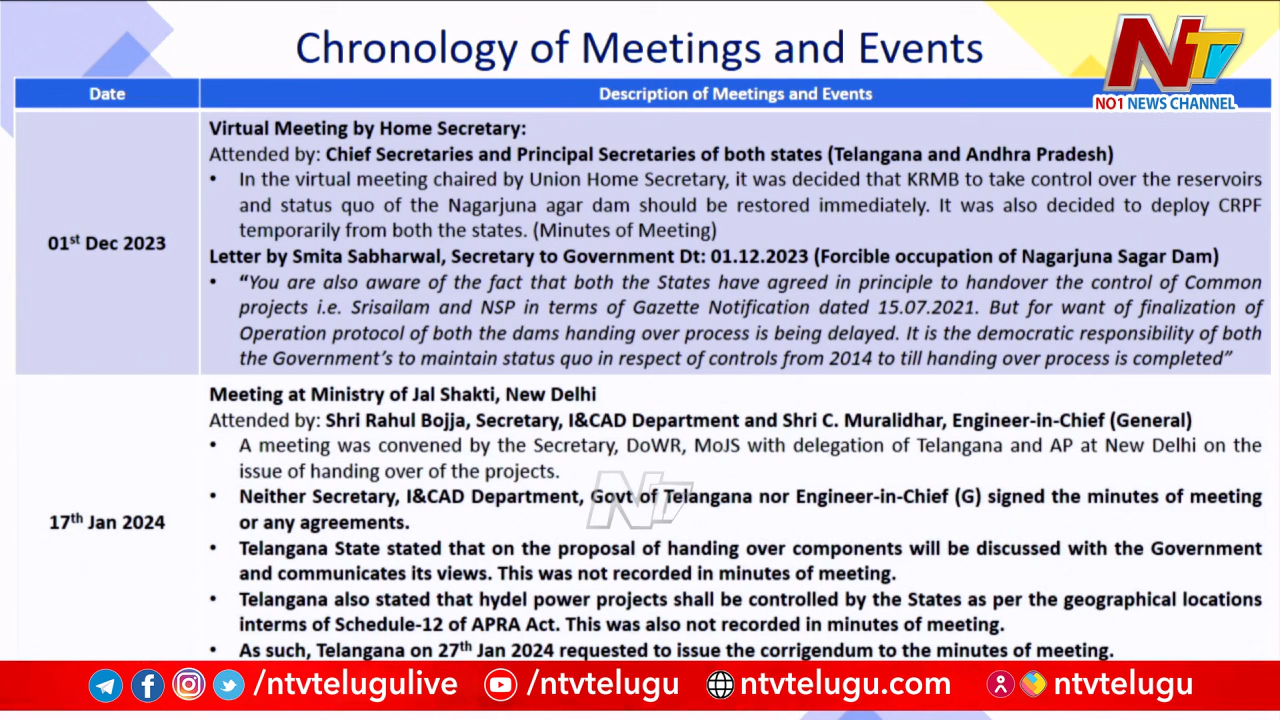 Chronology of Meetings and Events
NTV
NO1 NEWS CHANNEL
Date
Description of Meetings and Events
01st Dec 2023
Virtual Meeting by Home Secretary:
Attended by: Chief Secretaries and Principal Secretaries of both states (Telangana and Andhra Pradesh)
• In the virtual meeting chaired by Union Home Secretary, it was decided that KRMB to take control over the reservoirs
and status quo of the Nagarjuna agar dam should be restored immediately. It was also decided to deploy CRPF
temporarily from both the states. (Minutes of Meeting)
Letter by Smita Sabharwal, Secretary to Government Dt: 01.12.2023 (Forcible occupation of Nagarjuna Sagar Dam)
• “You are also aware of the fact that both the States have agreed in principle to handover the control of Common
projects i.e. Srisailam and NSP in terms of Gazette Notification dated 15.07.2021. But for want of finalization of
Operation protocol of both the dams handing over process is being delayed. It is the democratic responsibility of both
the Government’s to maintain status quo in respect of controls from 2014 to till handing over process is completed”
17th Jan 2024
Meeting at Ministry of Jal Shakti, New Delhi
Attended by: Shri Rahul Bojja, Secretary, I&CAD Department and Shri C. Muralidhar, Engineer-in-Chief (General)
• A meeting was convened by the Secretary, DoWR, MoJS with delegation of Telangana and AP at New Delhi on the
issue of handing over of the projects.
• Neither Secretary, I&CAD Department, Govt of Telangana nor Engineer-in-Chief (G) signed the minutes of meeting
or any agreements.
• Telangana State stated that on the proposal of handing over components will be discussed with the Government
and communicates its views. This was not recorded in minutes of meeting.
• Telangana also stated that hydel power projects shall be controlled by the States as per the geographical locations
interms of Schedule-12 of APRA Act. This was also not recorded in minutes of meeting.
• As such, Telangana on 27th Jan 2024 requested to issue the corrigendum to the minutes of meeting.
NTV
/ntvtelugulive
/ntvtelugu
ntvtelugu.com
ntvtelugu